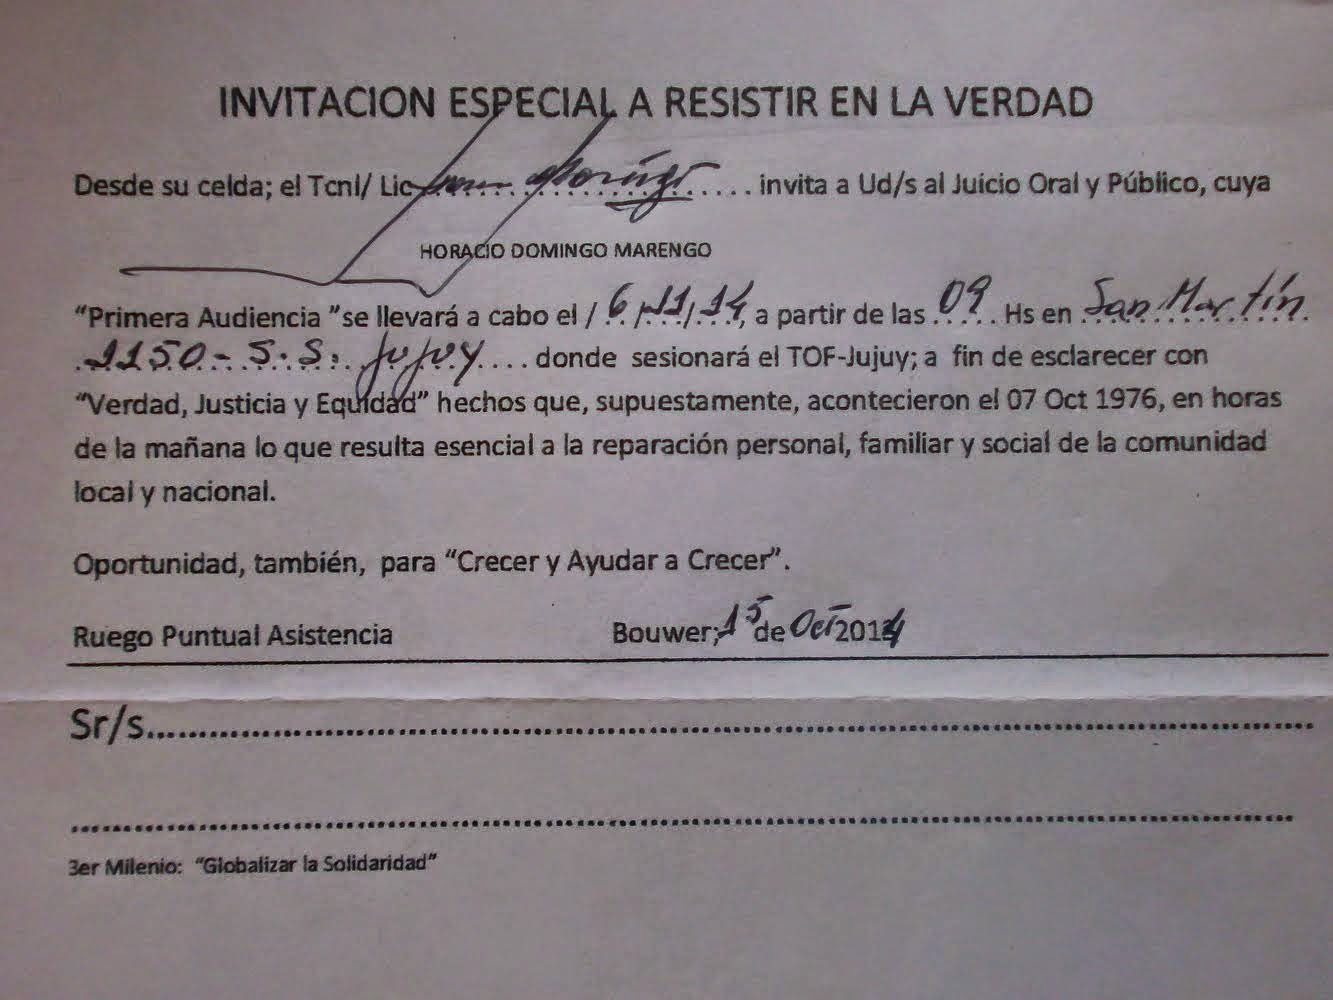 INVITACION ESPECIAL A RESISTIR EN LA VERDAD
Desde su celda; el Tcnl/ Lic.................... invita a Ud/s al Juicio Oral y Público, cuya
HORACIO DOMINGO MARENGO
“Primera Audiencia ”se llevará a cabo el / 6/11/14, a partir de las 09 Hs en San Martín
1150-S.S. Jujuy.... donde sesionará el TOF-Jujuy; a fin de esclarecer con
“Verdad, Justicia y Equidad” hechos que, supuestamente, acontecieron el 07 Oct 1976, en horas
de la mañana lo que resulta esencial a la reparación personal, familiar y social de la comunidad
local y nacional.
Oportunidad, también, para “Crecer y Ayudar a Crecer”.
Ruego Puntual Asistencia Bouwer; 15 de Oct 2014
Sr/s...............................................................................
...............................................................................
3er Milenio: “Globalizar la Solidaridad”